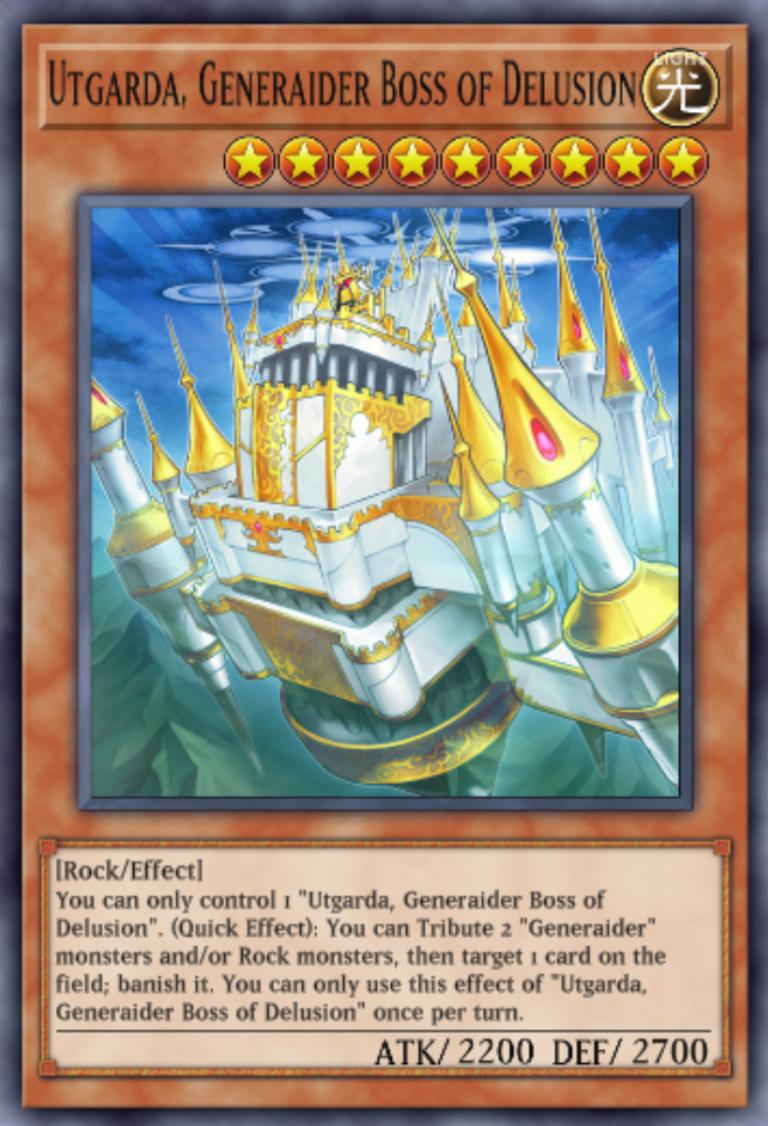 Utgarda, Generaider Boss of Delusion
LIGHT
光
[Rock/Effect]
You can only control 1 "Utgarda, Generaider Boss of
Delusion". (Quick Effect): You can Tribute 2 "Generaider"
monsters and/or Rock monsters, then target 1 card on the
field; banish it. You can only use this effect of "Utgarda,
Generaider Boss of Delusion" once per turn.
ATK/ 2200 DEF/ 2700